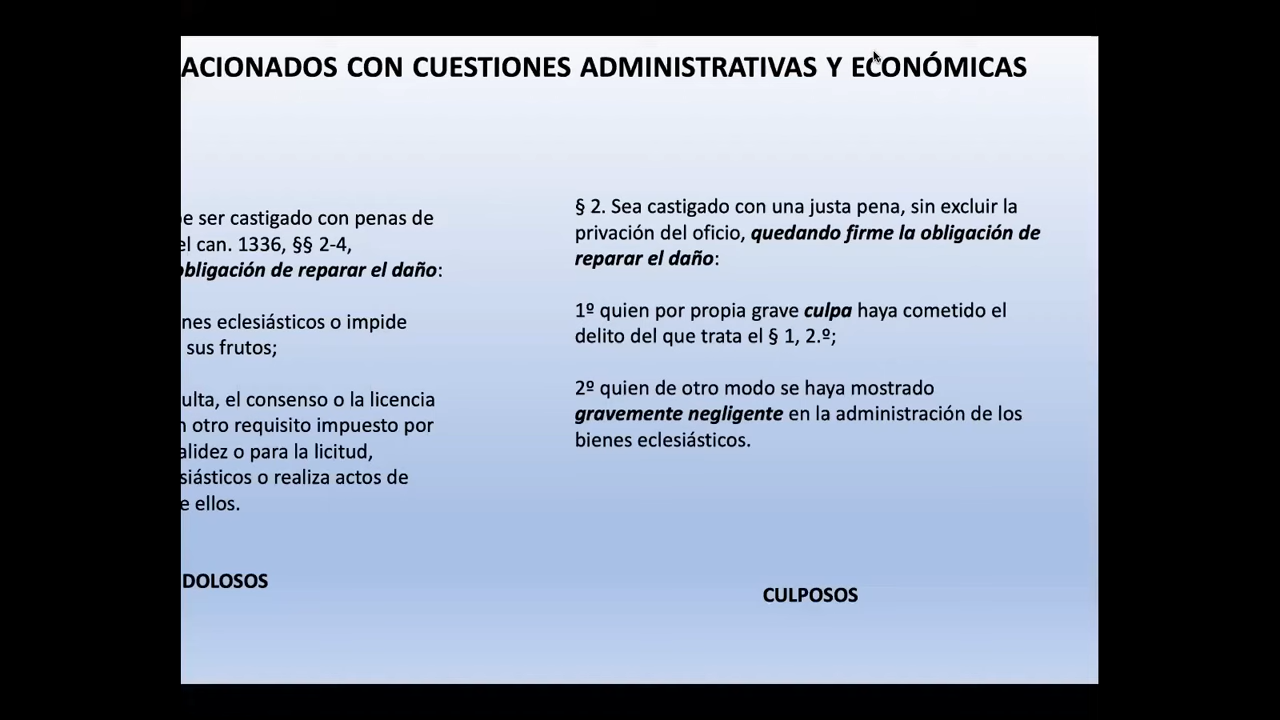 ACIONADOS CON CUESTIONES ADMINISTRATIVAS Y ECONÓMICAS
e ser castigado con penas de
el can. 1336, §§ 2-4,
obligación de reparar el daño:
nes eclesiásticos o impide
sus frutos;
ulta, el consenso o la licencia
n otro requisito impuesto por
alidez o para la licitud,
siásticos o realiza actos de
e ellos.
DOLOSOS
§ 2. Sea castigado con una justa pena, sin excluir la
privación del oficio, quedando firme la obligación de
reparar el daño:
1º quien por propia grave culpa haya cometido el
delito del que trata el § 1, 2.º;
2º quien de otro modo se haya mostrado
gravemente negligente en la administración de los
bienes eclesiásticos.
CULPOSOS